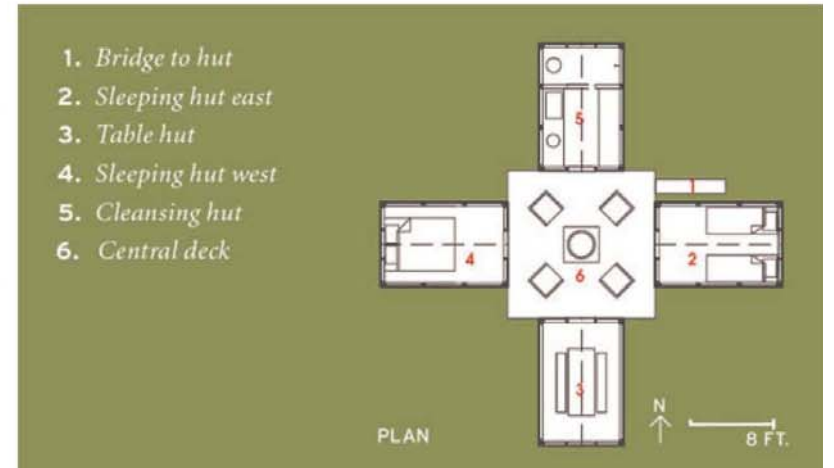 1. Bridge to hut
2. Sleeping hut east
3. Table hut
4. Sleeping hut west
5. Cleansing hut
6. Central deck
5
1
4
6
2
3
PLAN
N
8 FT.